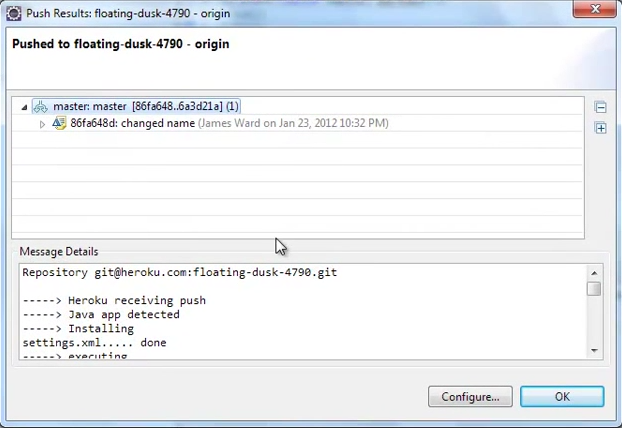 Push Results: floating-dusk-4790 - origin
Pushed to floating-dusk-4790 - origin
master: master [86fa648..6a3d21a] (1)
86fa648d: changed name (James Ward on Jan 23, 2012 10:32 PM)
Message Details
Repository git@heroku.com:floating-dusk-4790.git
-----> Heroku receiving push
-----> Java app detected
-----> Installing
settings.xml..... done
-----> executing
Configure... OK